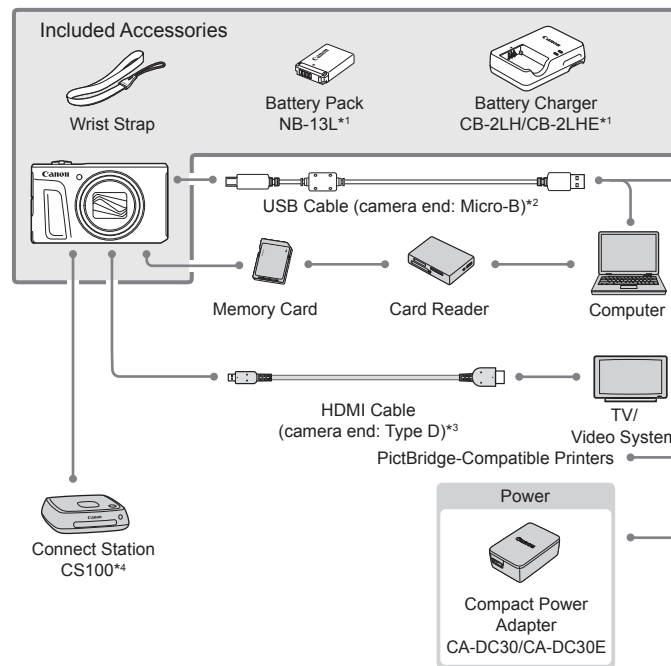 Included Accessories
Wrist Strap
Battery Pack
NB-13L*1
Battery Charger
CB-2LH/CB-2LHE*1
Canon
USB Cable (camera end: Micro-B)*2
Memory Card
Card Reader
Computer
HDMI Cable
(camera end: Type D)*3
TV/
Video System
PictBridge-Compatible Printers
Connect Station
CS100*4
Power
Compact Power
Adapter
CA-DC30/CA-DC30E